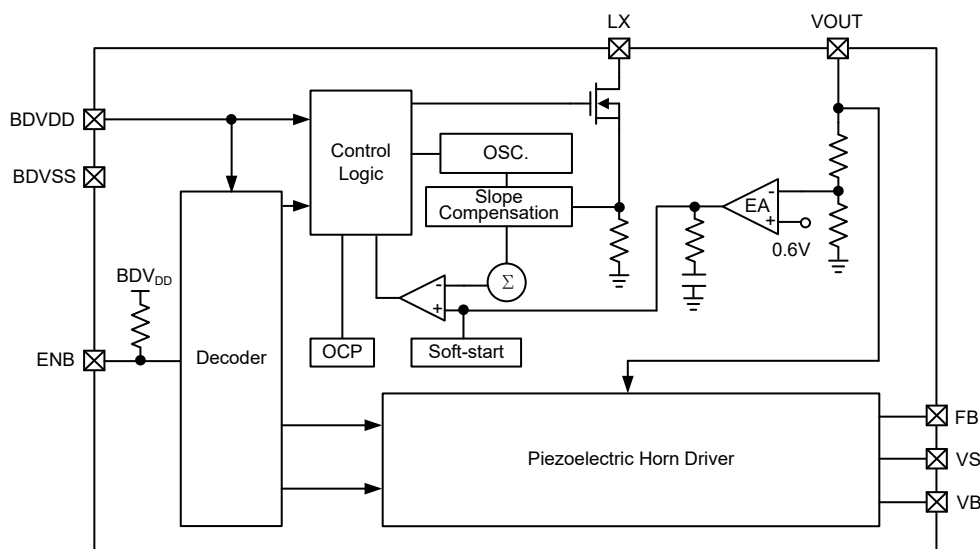 LX
VOUT
BDVDD
BDVSS
Control
Logic
OSC.
Slope
Compensation
-
EA
+
0.6V
Σ
-
+
BDVDD
ENB
Decoder
OCP
Soft-start
Piezoelectric Horn Driver
FB
VS
VB